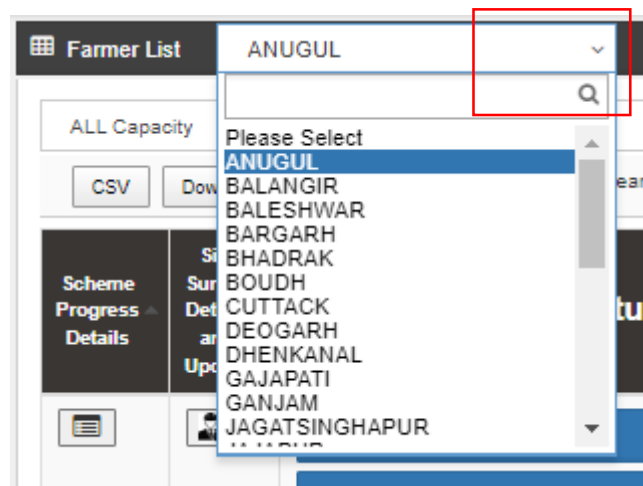 Farmer List
ANUGUL
ALL Capacity
Please Select
ANUGUL
CSV
BALANGIR
BALESHWAR
BARGARH
BHADRAK
Scheme
Progress
Details
BOUDH
CUTTACK
DEOGARH
DHENKANAL
GAJAPATI
GANJAM
JAGATSINGHAPUR